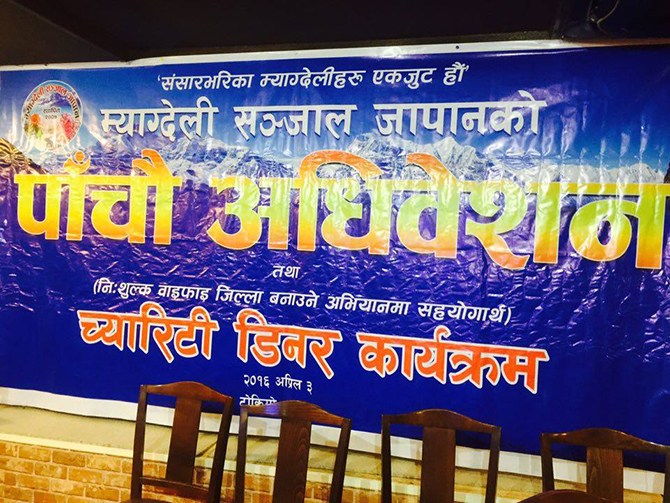 'संसारभरिका म्याग्देलीहरू एकजुट हौं'
म्याग्देली सञ्जाल जापानको
पाँचौ अधिवेशन
तथा
(नि:शुल्क वाइफाइ जिल्ला बनाउने अभियानमा सहयोगार्थ)
च्यारिटी डिनर कार्यक्रम
२०१६ अप्रिल ३